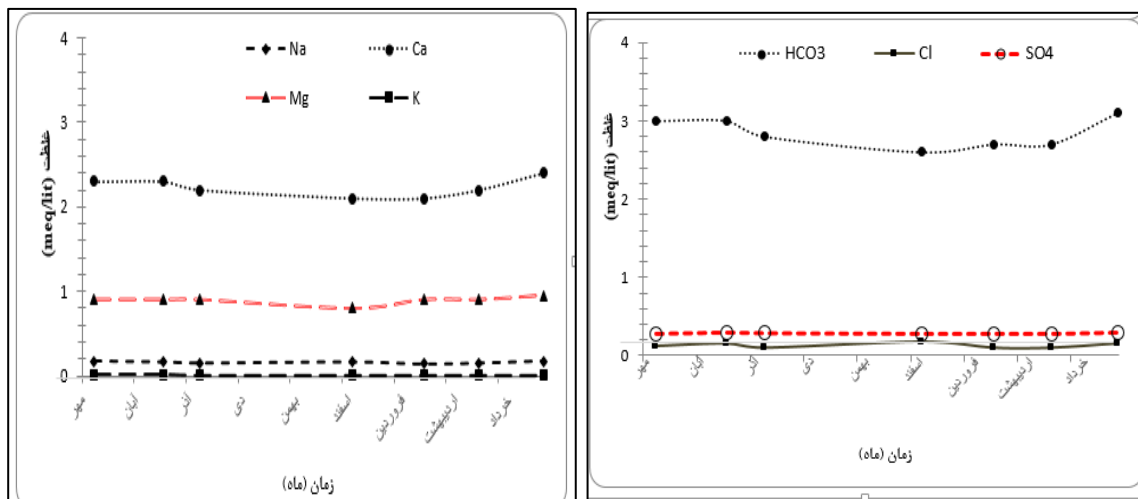 Na
Ca
Mg
K
4
3
2
1
0
غلظت (meq/lit)
مهر
آبان
آذر
دی
بهمن
اسفند
فروردین
اردیبهشت
خرداد
زمان (ماه)
HCO3
Cl
SO4
4
3
2
1
0
غلظت (meq/lit)
مهر
آبان
آذر
دی
بهمن
اسفند
فروردین
اردیبهشت
خرداد
زمان (ماه)